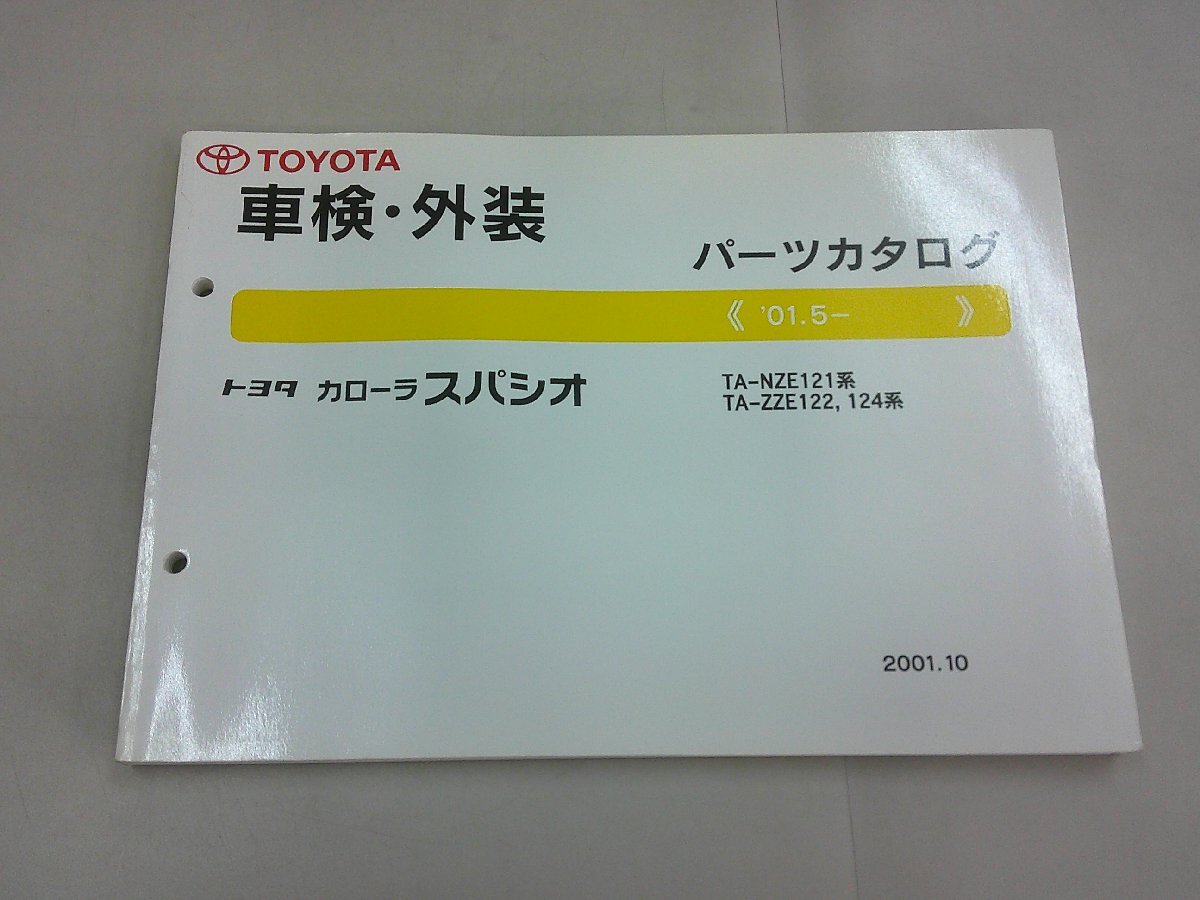 TOYOTA
車検・外装
パーツカタログ
《 '01.5− 》
トヨタ カローラ スパシオ
TA-NZE121系
TA-ZZE122, 124系
2001.10